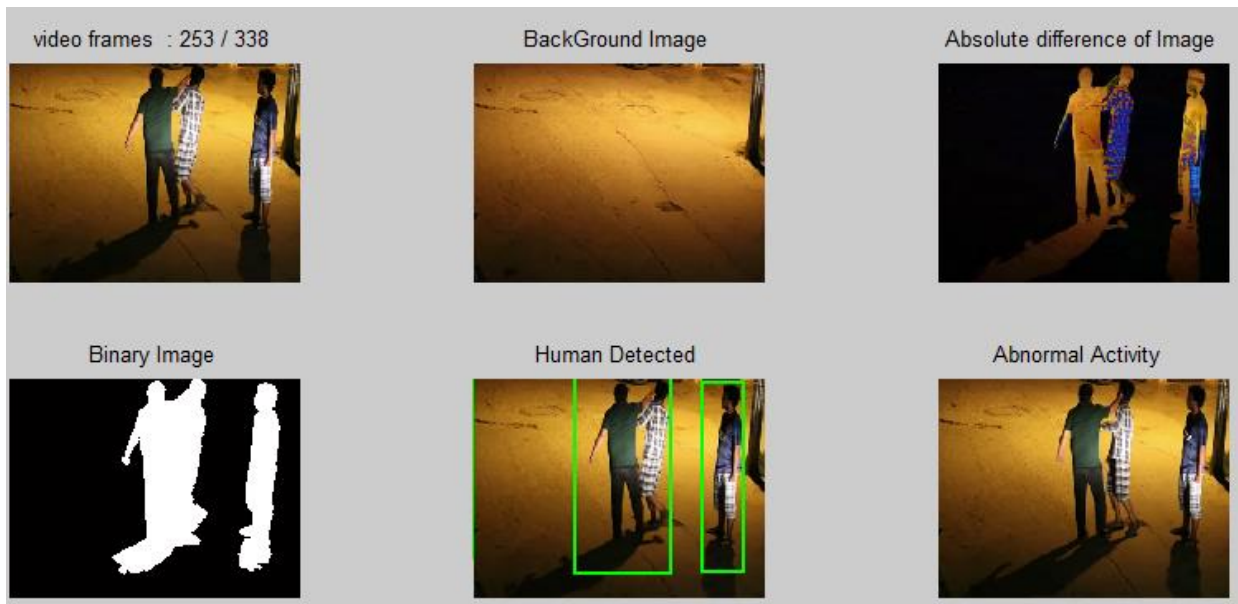 video frames : 253 / 338
BackGround Image
Absolute difference of Image
Binary Image
Human Detected
Abnormal Activity